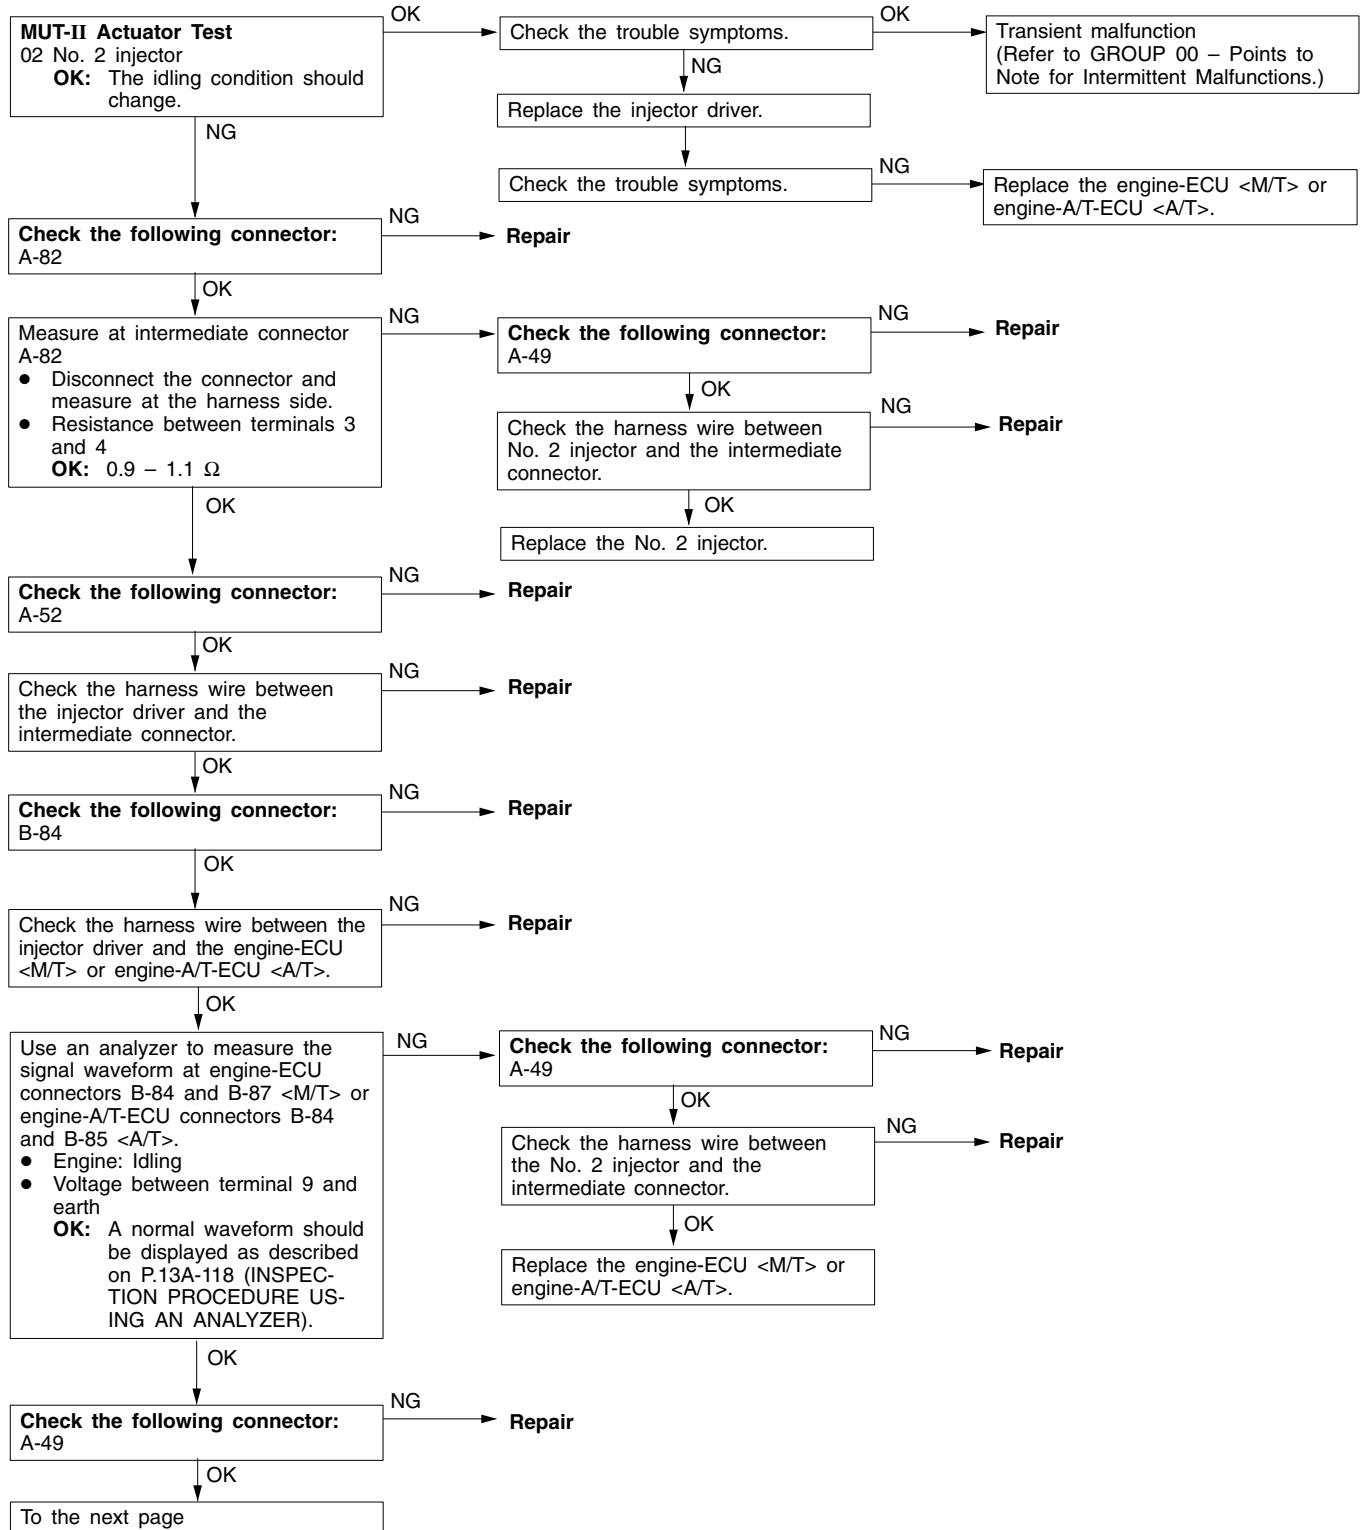 MUT-II Actuator Test
02 No. 2 injector
OK: The idling condition should
change.
OK
Check the trouble symptoms.
OK
Transient malfunction
(Refer to GROUP 00 – Points to
Note for Intermittent Malfunctions.)
NG
Replace the injector driver.
NG
Check the trouble symptoms.
NG
Replace the engine-ECU <M/T> or
engine-A/T-ECU <A/T>.
Check the following connector:
A-82
NG
Repair
OK
Measure at intermediate connector
A-82
● Disconnect the connector and
measure at the harness side.
● Resistance between terminals 3
and 4
OK: 0.9 – 1.1 Ω
NG
Check the following connector:
A-49
NG
Repair
OK
Check the harness wire between
No. 2 injector and the intermediate
connector.
NG
Repair
OK
Replace the No. 2 injector.
OK
Check the following connector:
A-52
NG
Repair
OK
Check the harness wire between
the injector driver and the
intermediate connector.
NG
Repair
OK
Check the following connector:
B-84
NG
Repair
OK
Check the harness wire between the
injector driver and the engine-ECU
<M/T> or engine-A/T-ECU <A/T>.
NG
Repair
OK
Use an analyzer to measure the
signal waveform at engine-ECU
connectors B-84 and B-87 <M/T> or
engine-A/T-ECU connectors B-84
and B-85 <A/T>.
● Engine: Idling
● Voltage between terminal 9 and
earth
OK: A normal waveform should
be displayed as described
on P.13A-118 (INSPEC-
TION PROCEDURE US-
ING AN ANALYZER).
NG
Check the following connector:
A-49
NG
Repair
OK
Check the harness wire between
the No. 2 injector and the
intermediate connector.
NG
Repair
OK
Replace the engine-ECU <M/T> or
engine-A/T-ECU <A/T>.
OK
Check the following connector:
A-49
NG
Repair
OK
To the next page